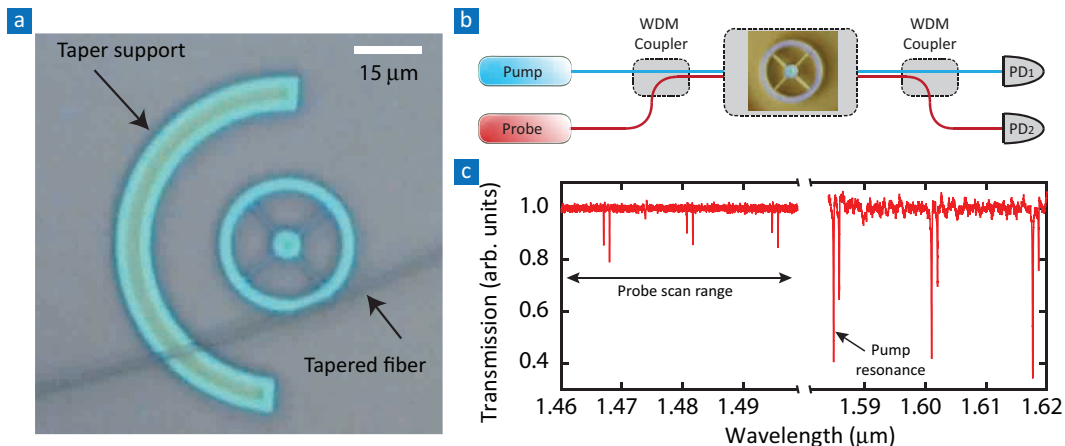 a
Taper support
15 μm
Tapered fiber
b
WDM
Coupler
WDM
Coupler
Pump
Probe
PD1
PD2
c
Transmission (arb. units)
1.0
0.8
0.6
0.4
Probe scan range
Pump
resonance
1.46
1.47
1.48
1.49
1.59
1.60
1.61
1.62
Wavelength (μm)